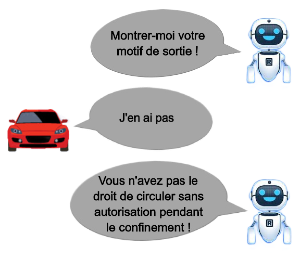 Montrer-moi votre
motif de sortie !
J'en ai pas
Vous n'avez pas le
droit de circuler sans
autorisation pendant
le confinement !